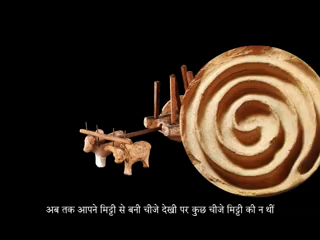 अब तक आपने मिट्टी से बनी चीजे देखी पर कुछ चीजे मिट्टी की न थीं